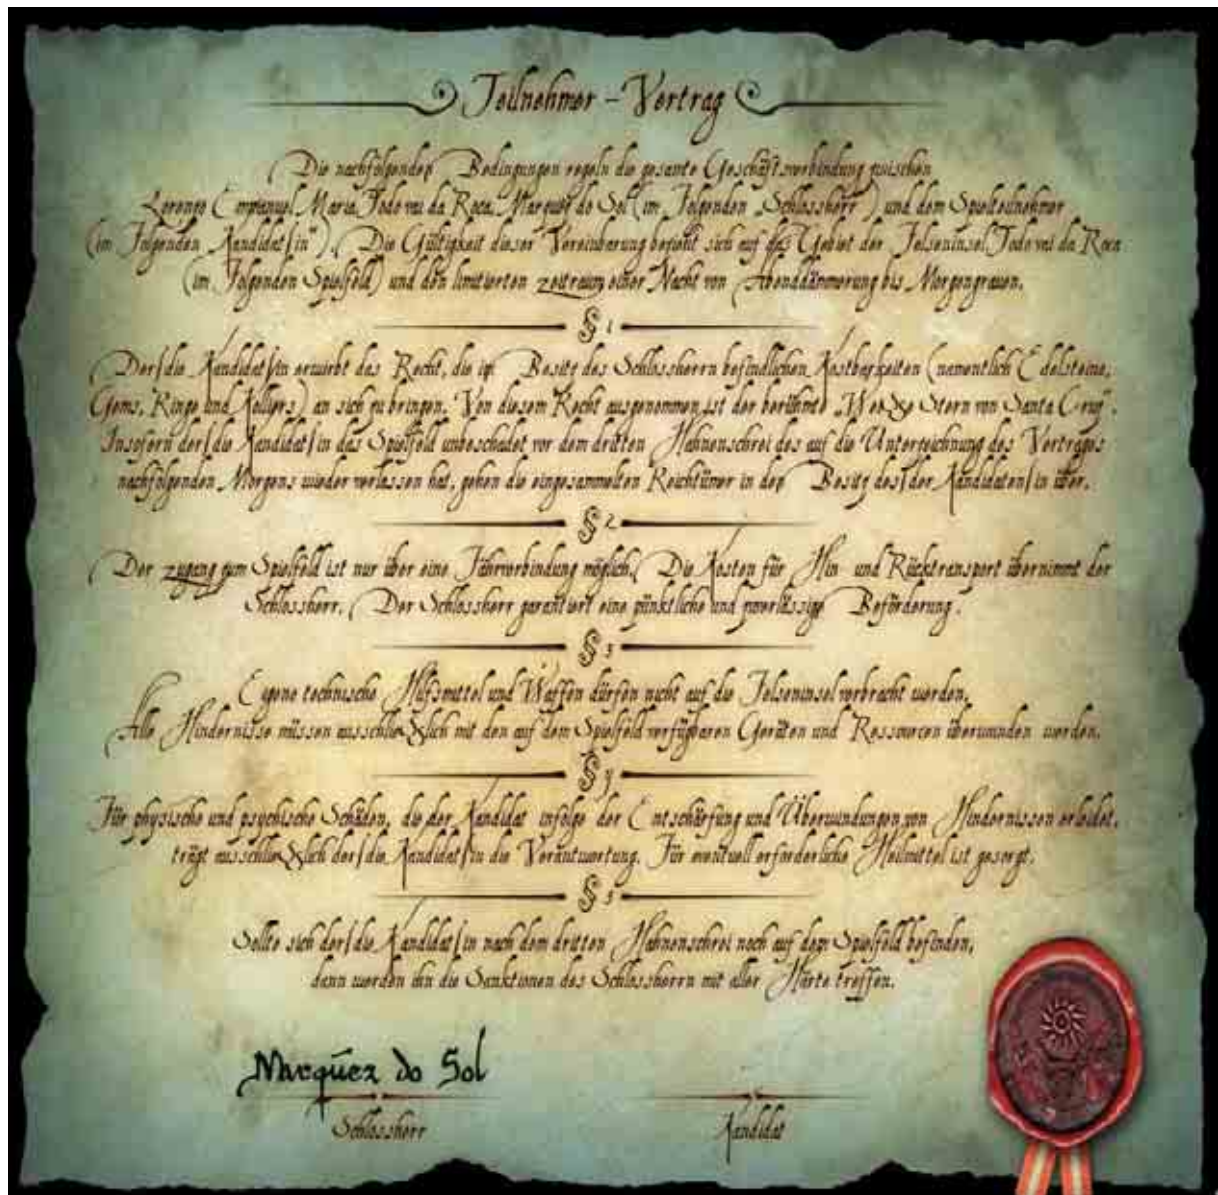 Teilnehmer - Vertrag
Die nachfolgenden Bedingungen regeln die gesamte Geschäftsverbindung zwischen
Lorenzo Emmanuel Maria Todo vai da Roca, Marquez do Sol (im Folgenden „Schlossherr“) und dem Spielteilnehmer
(im Folgenden „Kandidat/in“). Die Gültigkeit dieser Vereinbarung bezieht sich auf das Gebiet der Felseninsel Todo vai da Roca
(im Folgenden Spielfeld) und den limitierten zeitraum einer Nacht von Abenddämmerung bis Morgengrauen.
§ 1
Der/die Kandidat/in erwirbt das Recht, die im Besitz des Schlossherrn befindlichen Kostbarkeiten (namentlich Edelsteine,
Gems, Ringe und Kolliers) an sich zu bringen. Von diesem Recht ausgenommen ist der berühmte „Weiße Stern von Santa Cruz“.
Insofern der/die Kandidat/in das Spielfeld unbeschadet vor dem dritten Hahnenschrei des auf die Unterzeichnung des Vertrages
nachfolgenden Morgens wieder verlassen hat, gehen die eingesammelten Reichtümer in den Besitz des/der Kandidaten/in über.
§ 2
Der zugang zum Spielfeld ist nur über eine Fährverbindung möglich. Die Kosten für Hin- und Rücktransport übernimmt der
Schlossherr. Der Schlossherr garantiert eine pünktliche und zuverlässige Beförderung.
§ 3
Eigene technische Hilfsmittel und Waffen dürfen nicht auf die Felseninsel verbracht werden.
Alle Hindernisse müssen ausschließlich mit den auf dem Spielfeld verfügbaren Geräten und Ressourcen überwunden werden.
§ 4
Für physische und psychische Schäden, die der Kandidat infolge der Entschärfung und Überwindungen von Hindernissen erleidet,
trägt ausschließlich der/die Kandidat/in die Verantwortung. Für eventuell erforderliche Heilmittel ist gesorgt.
§ 5
Sollte sich der/die Kandidat/in nach dem dritten Hahnenschrei noch auf dem Spielfeld befinden,
dann werden ihn die Sanktionen des Schlossherrn mit aller Härte treffen.
Marquez do Sol
Schlossherr
Kandidat